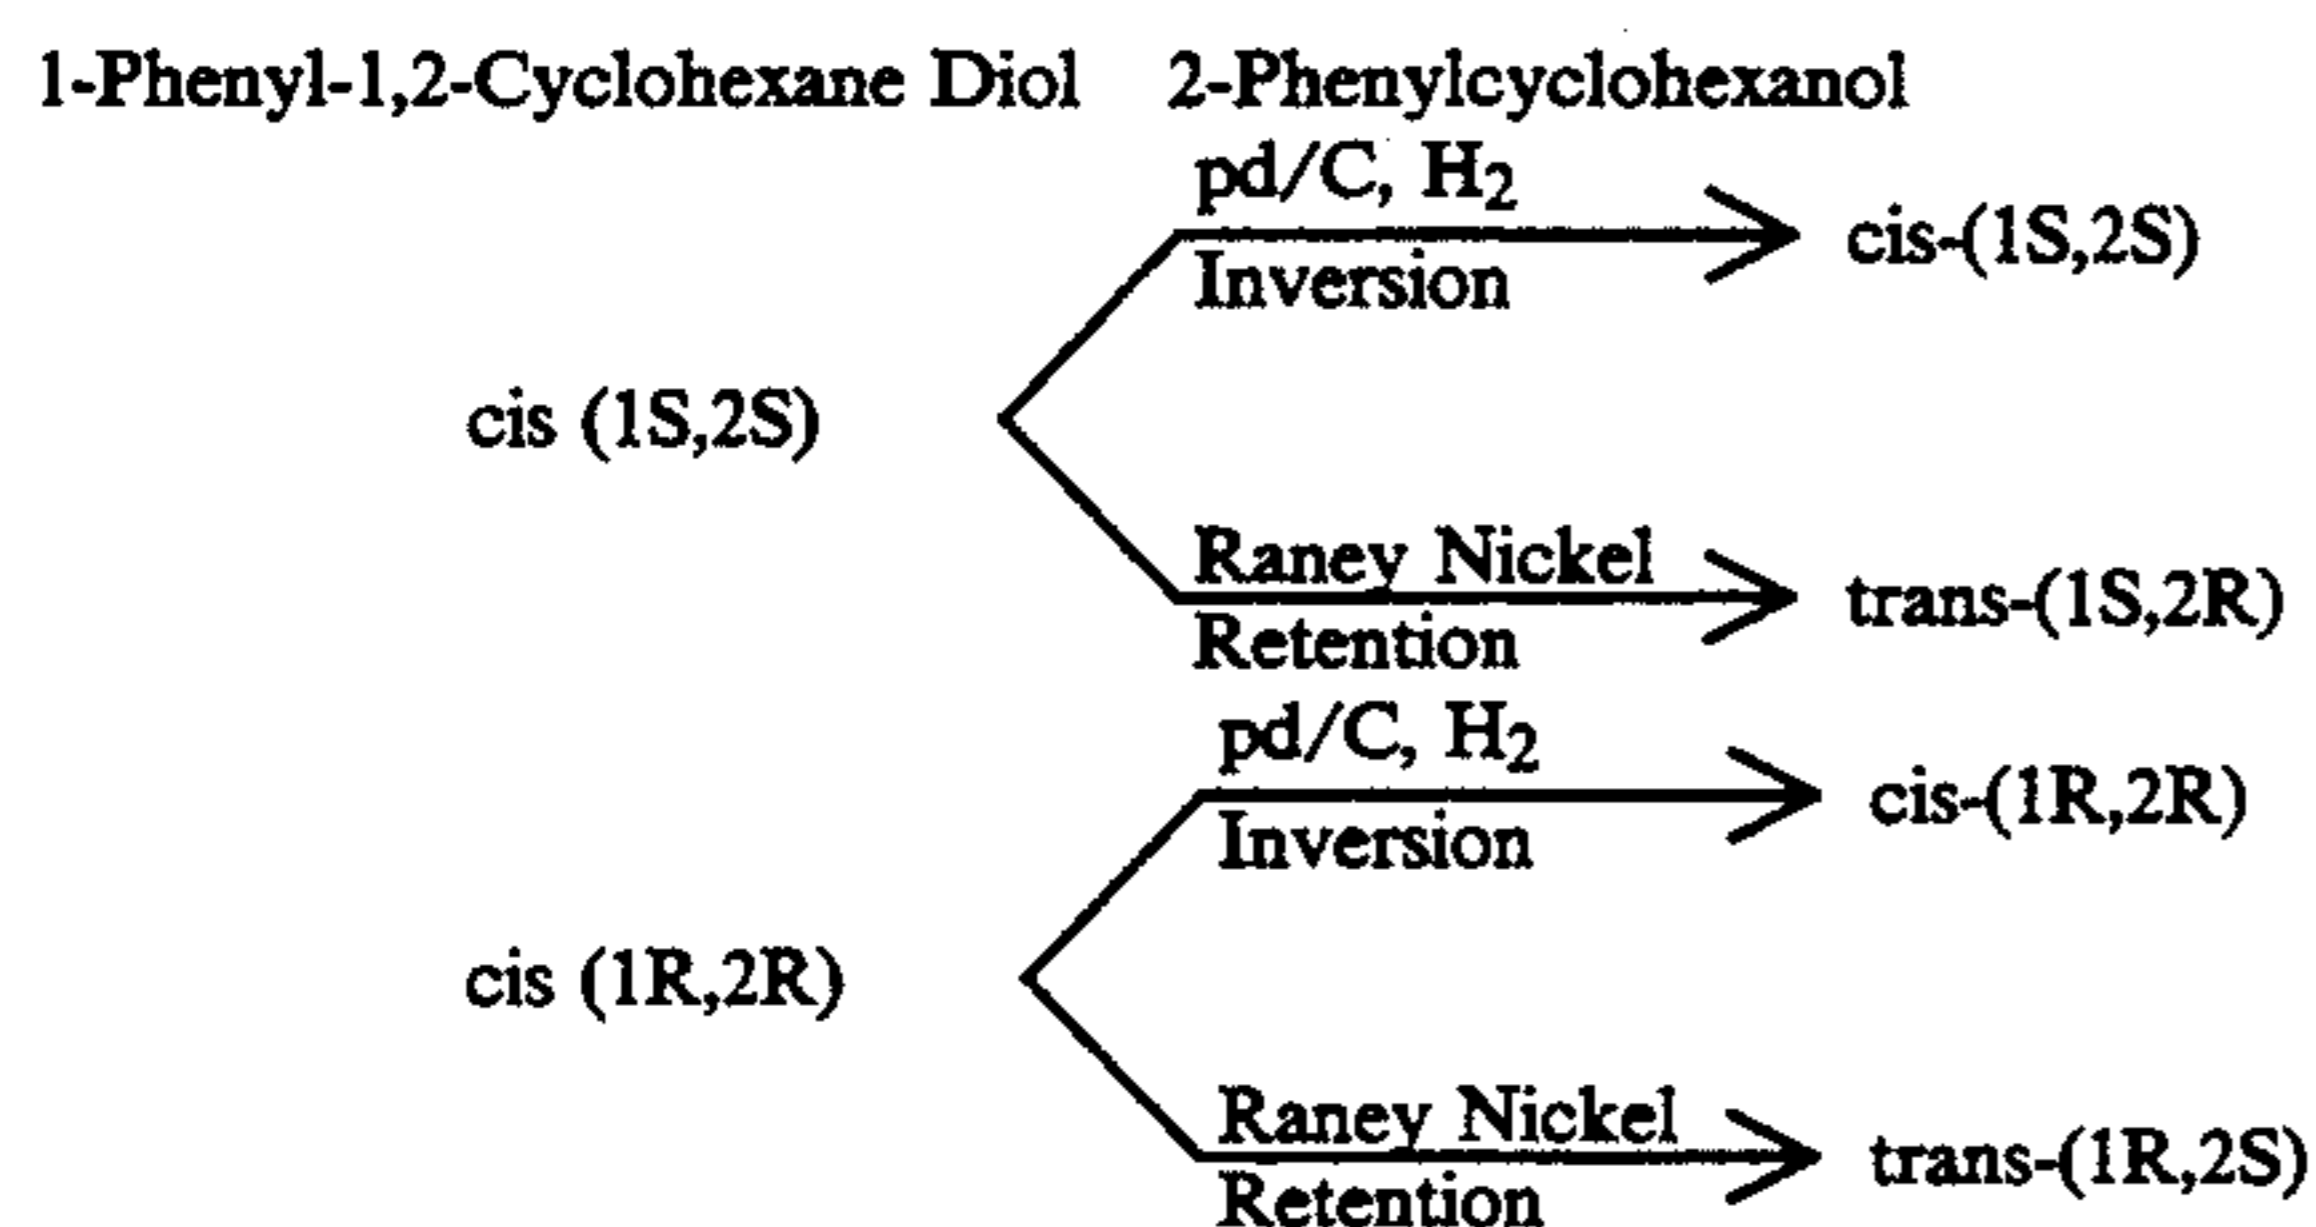 1-Phenyl-1,2-Cyclohexane Diol 2-Phenylcyclohexanol
pd/C, H2
Inversion
cis-(1S,2S)
cis (1S,2S)
Raney Nickel
Retention
trans-(1S,2R)
pd/C, H2
Inversion
cis-(1R,2R)
cis (1R,2R)
Raney Nickel
Retention
trans-(1R,2S)